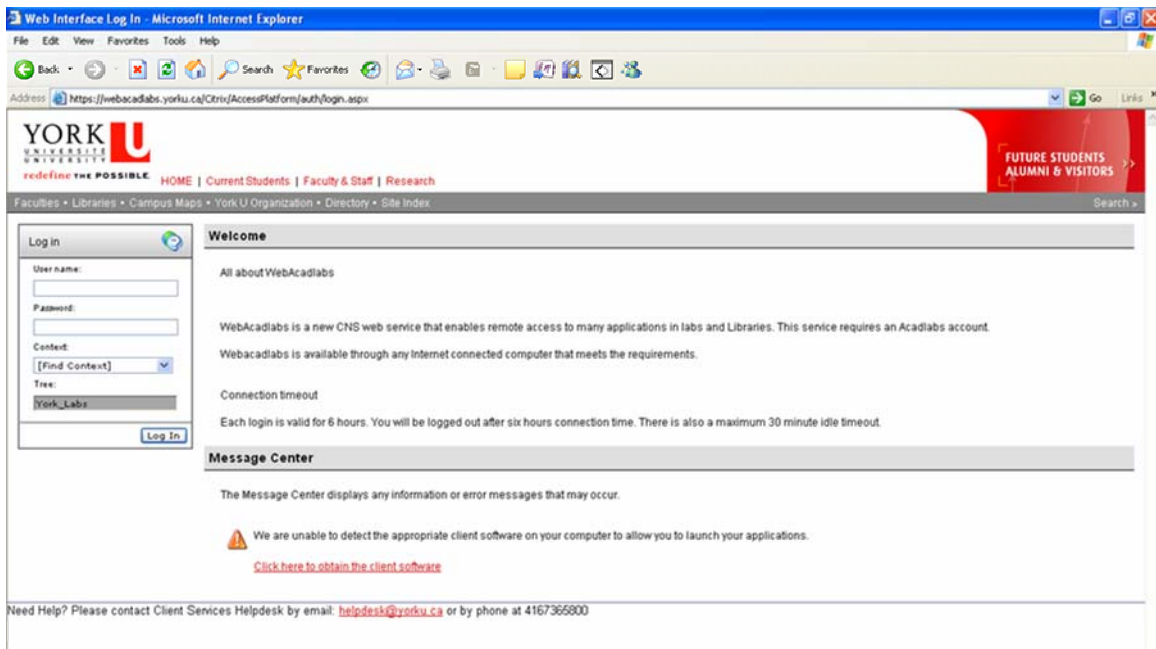 Web Interface Log In - Microsoft Internet Explorer
File Edit View Favorites Tools Help
Back Search Favorites
Address https://webacadlabs.yorku.ca/Citrix/AccessPlatform/auth/login.aspx Go Links
YORK U
UNIVERSITÉ
UNIVERSITY
redefine THE POSSIBLE.
HOME | Current Students | Faculty & Staff | Research
FUTURE STUDENTS
ALUMNI & VISITORS
Faculties • Libraries • Campus Maps • York U Organization • Directory • Site Index Search »
Log in
User name:
Password:
Context:
[Find Context]
Tree:
York_Labs
Log In
Welcome
All about WebAcadlabs
WebAcadlabs is a new CNS web service that enables remote access to many applications in labs and Libraries. This service requires an Acadlabs account.
Webacadlabs is available through any Internet connected computer that meets the requirements.
Connection timeout
Each login is valid for 6 hours. You will be logged out after six hours connection time. There is also a maximum 30 minute idle timeout.
Message Center
The Message Center displays any information or error messages that may occur.
We are unable to detect the appropriate client software on your computer to allow you to launch your applications.
Click here to obtain the client software
Need Help? Please contact Client Services Helpdesk by email: helpdesk@yorku.ca or by phone at 4167365800